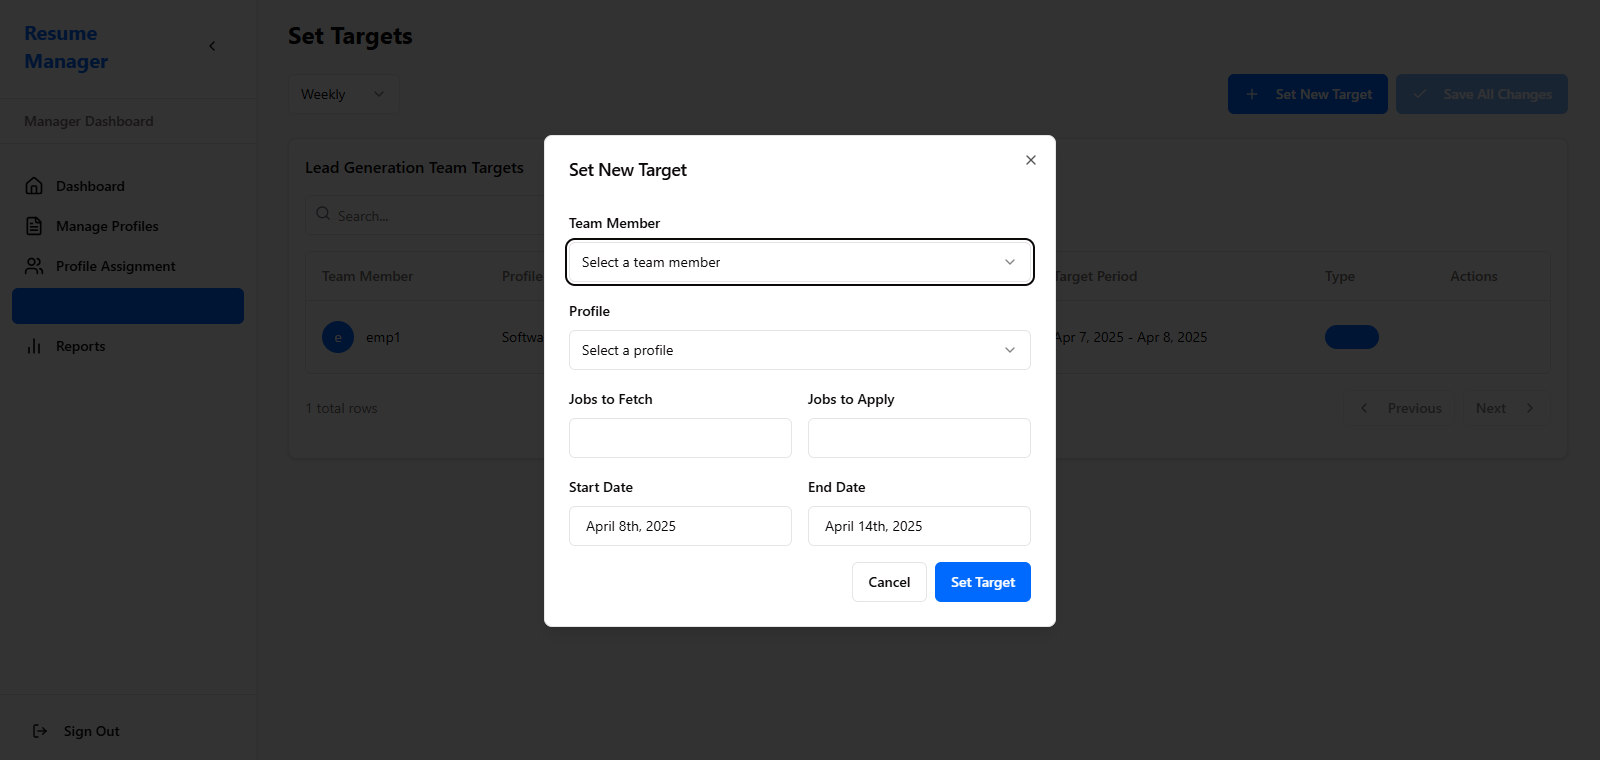 Resume
Manager
Manager Dashboard
Dashboard
Manage Profiles
Profile Assignment
Reports
Sign Out
Set Targets
Weekly
Set New Target
Save All Changes
Lead Generation Team Targets
Search...
Team Member
Profile
Target Period
Type
Actions
e
emp1
Softwa
Apr 7, 2025 - Apr 8, 2025
1 total rows
Previous
Next
Set New Target
Team Member
Select a team member
Profile
Select a profile
Jobs to Fetch
Jobs to Apply
Start Date
End Date
April 8th, 2025
April 14th, 2025
Cancel
Set Target